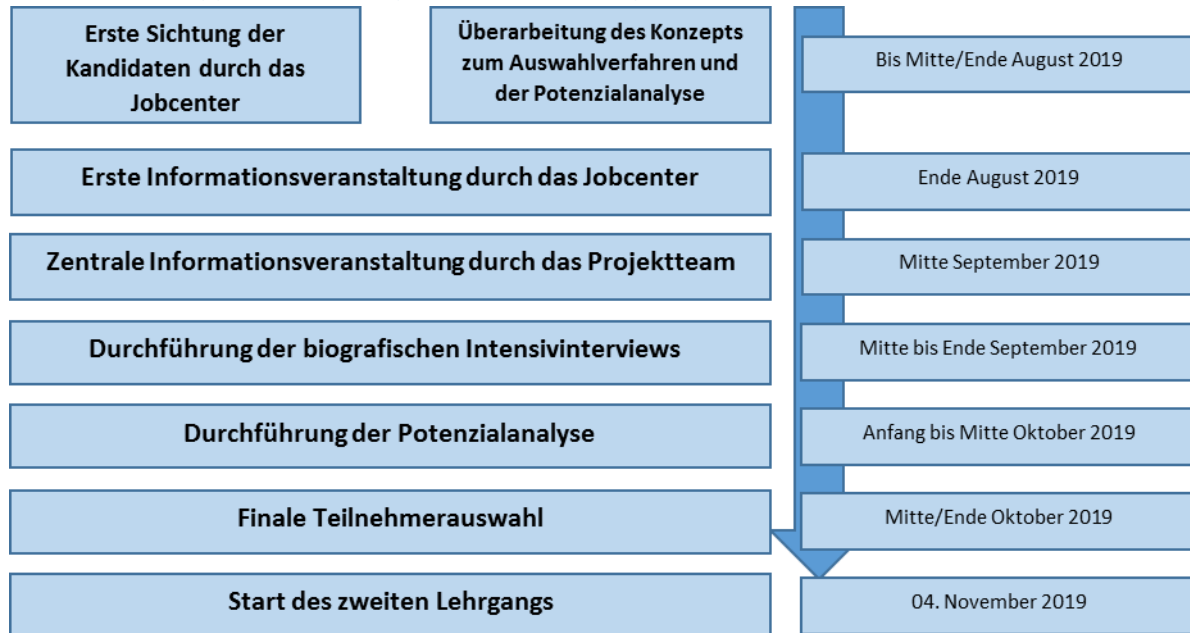 Erste Sichtung der
Kandidaten durch das
Jobcenter
Überarbeitung des Konzepts
zum Auswahlverfahren und
der Potenzialanalyse
Bis Mitte/Ende August 2019
Erste Informationsveranstaltung durch das Jobcenter
Ende August 2019
Zentrale Informationsveranstaltung durch das Projektteam
Mitte September 2019
Durchführung der biografischen Intensivinterviews
Mitte bis Ende September 2019
Durchführung der Potenzialanalyse
Anfang bis Mitte Oktober 2019
Finale Teilnehmerauswahl
Mitte/Ende Oktober 2019
Start des zweiten Lehrgangs
04. November 2019